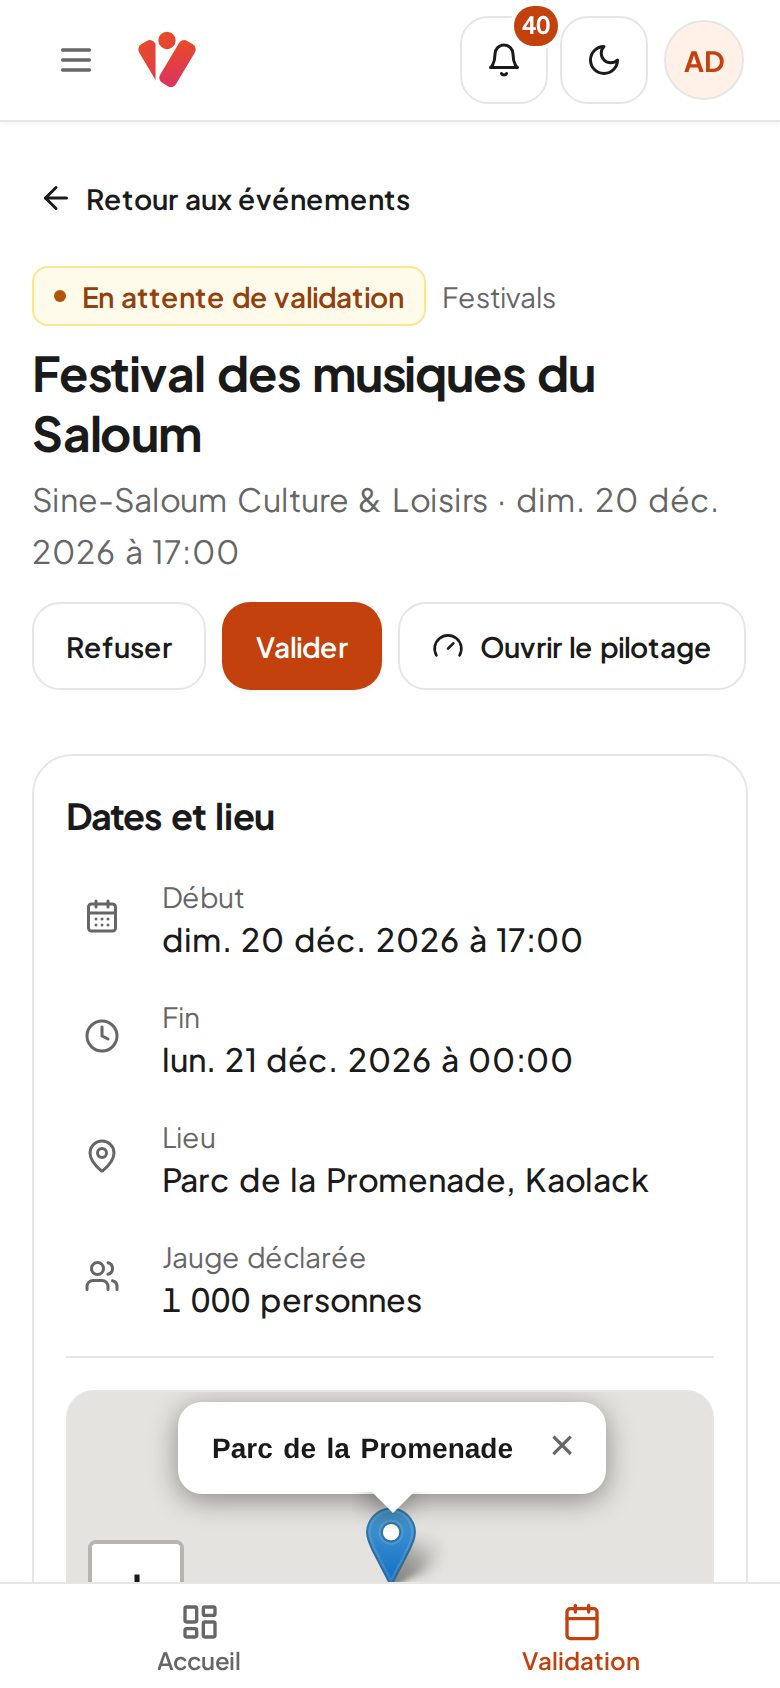 40
AD
Retour aux événements
En attente de validation
Festivals
Festival des musiques du
Saloum
Sine-Saloum Culture & Loisirs · dim. 20 déc.
2026 à 17:00
Refuser
Valider
Ouvrir le pilotage
Dates et lieu
Début
dim. 20 déc. 2026 à 17:00
Fin
lun. 21 déc. 2026 à 00:00
Lieu
Parc de la Promenade, Kaolack
Jauge déclarée
1 000 personnes
Parc de la Promenade
Accueil
Validation